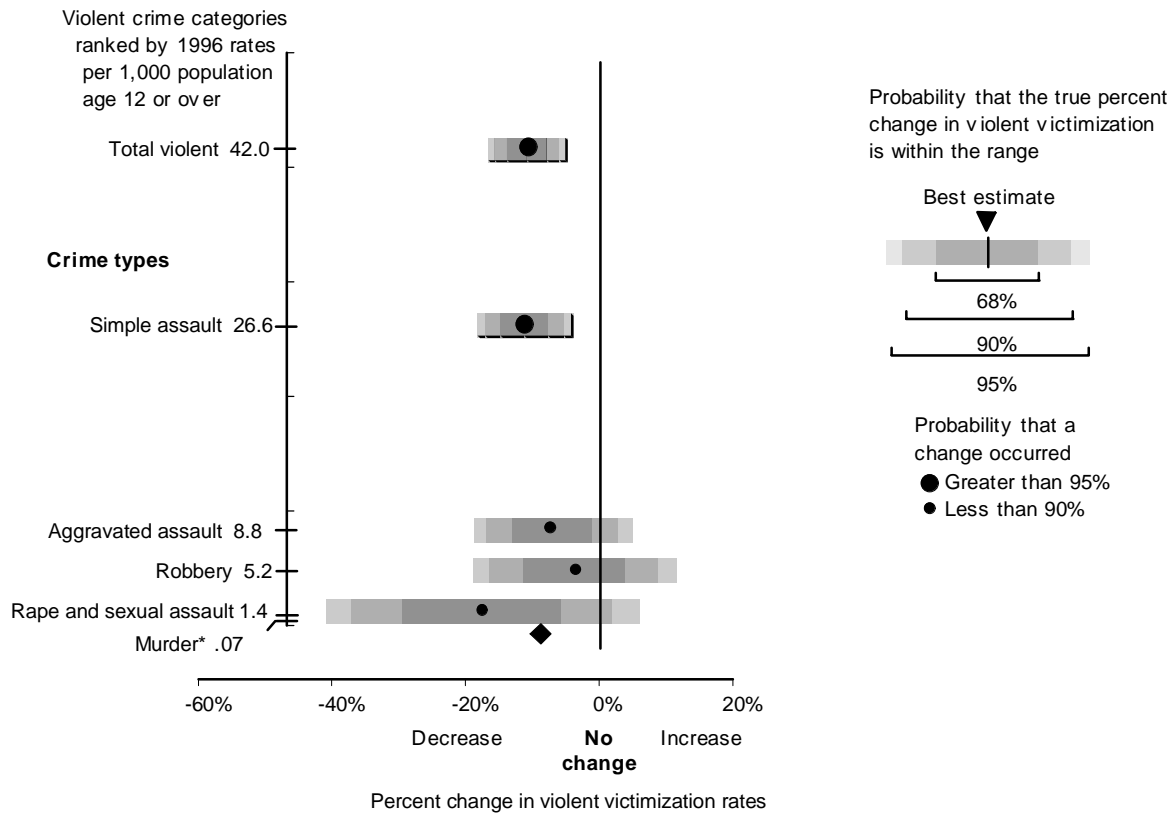 Violent crime categories
ranked by 1996 rates
per 1,000 population
age 12 or over
Total violent 42.0
Crime types
Simple assault 26.6
Aggravated assault 8.8
Robbery 5.2
Rape and sexual assault 1.4
Murder* .07
-60%
-40%
-20%
0%
20%
Decrease
No
change
Increase
Percent change in violent victimization rates
Probability that the true percent
change in violent victimization
is within the range
Best estimate
68%
90%
95%
Probability that a
change occurred
Greater than 95%
Less than 90%